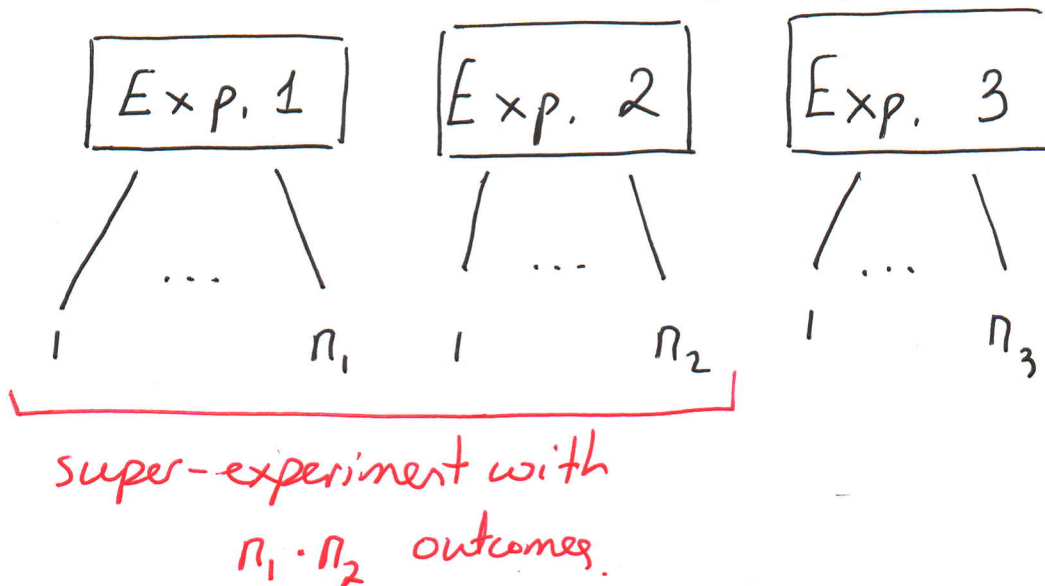 Exp. 1 Exp. 2 Exp. 3
... ... ...
1 n₁ 1 n₂ 1 n₃
super-experiment with
n₁ · n₂ outcomes.